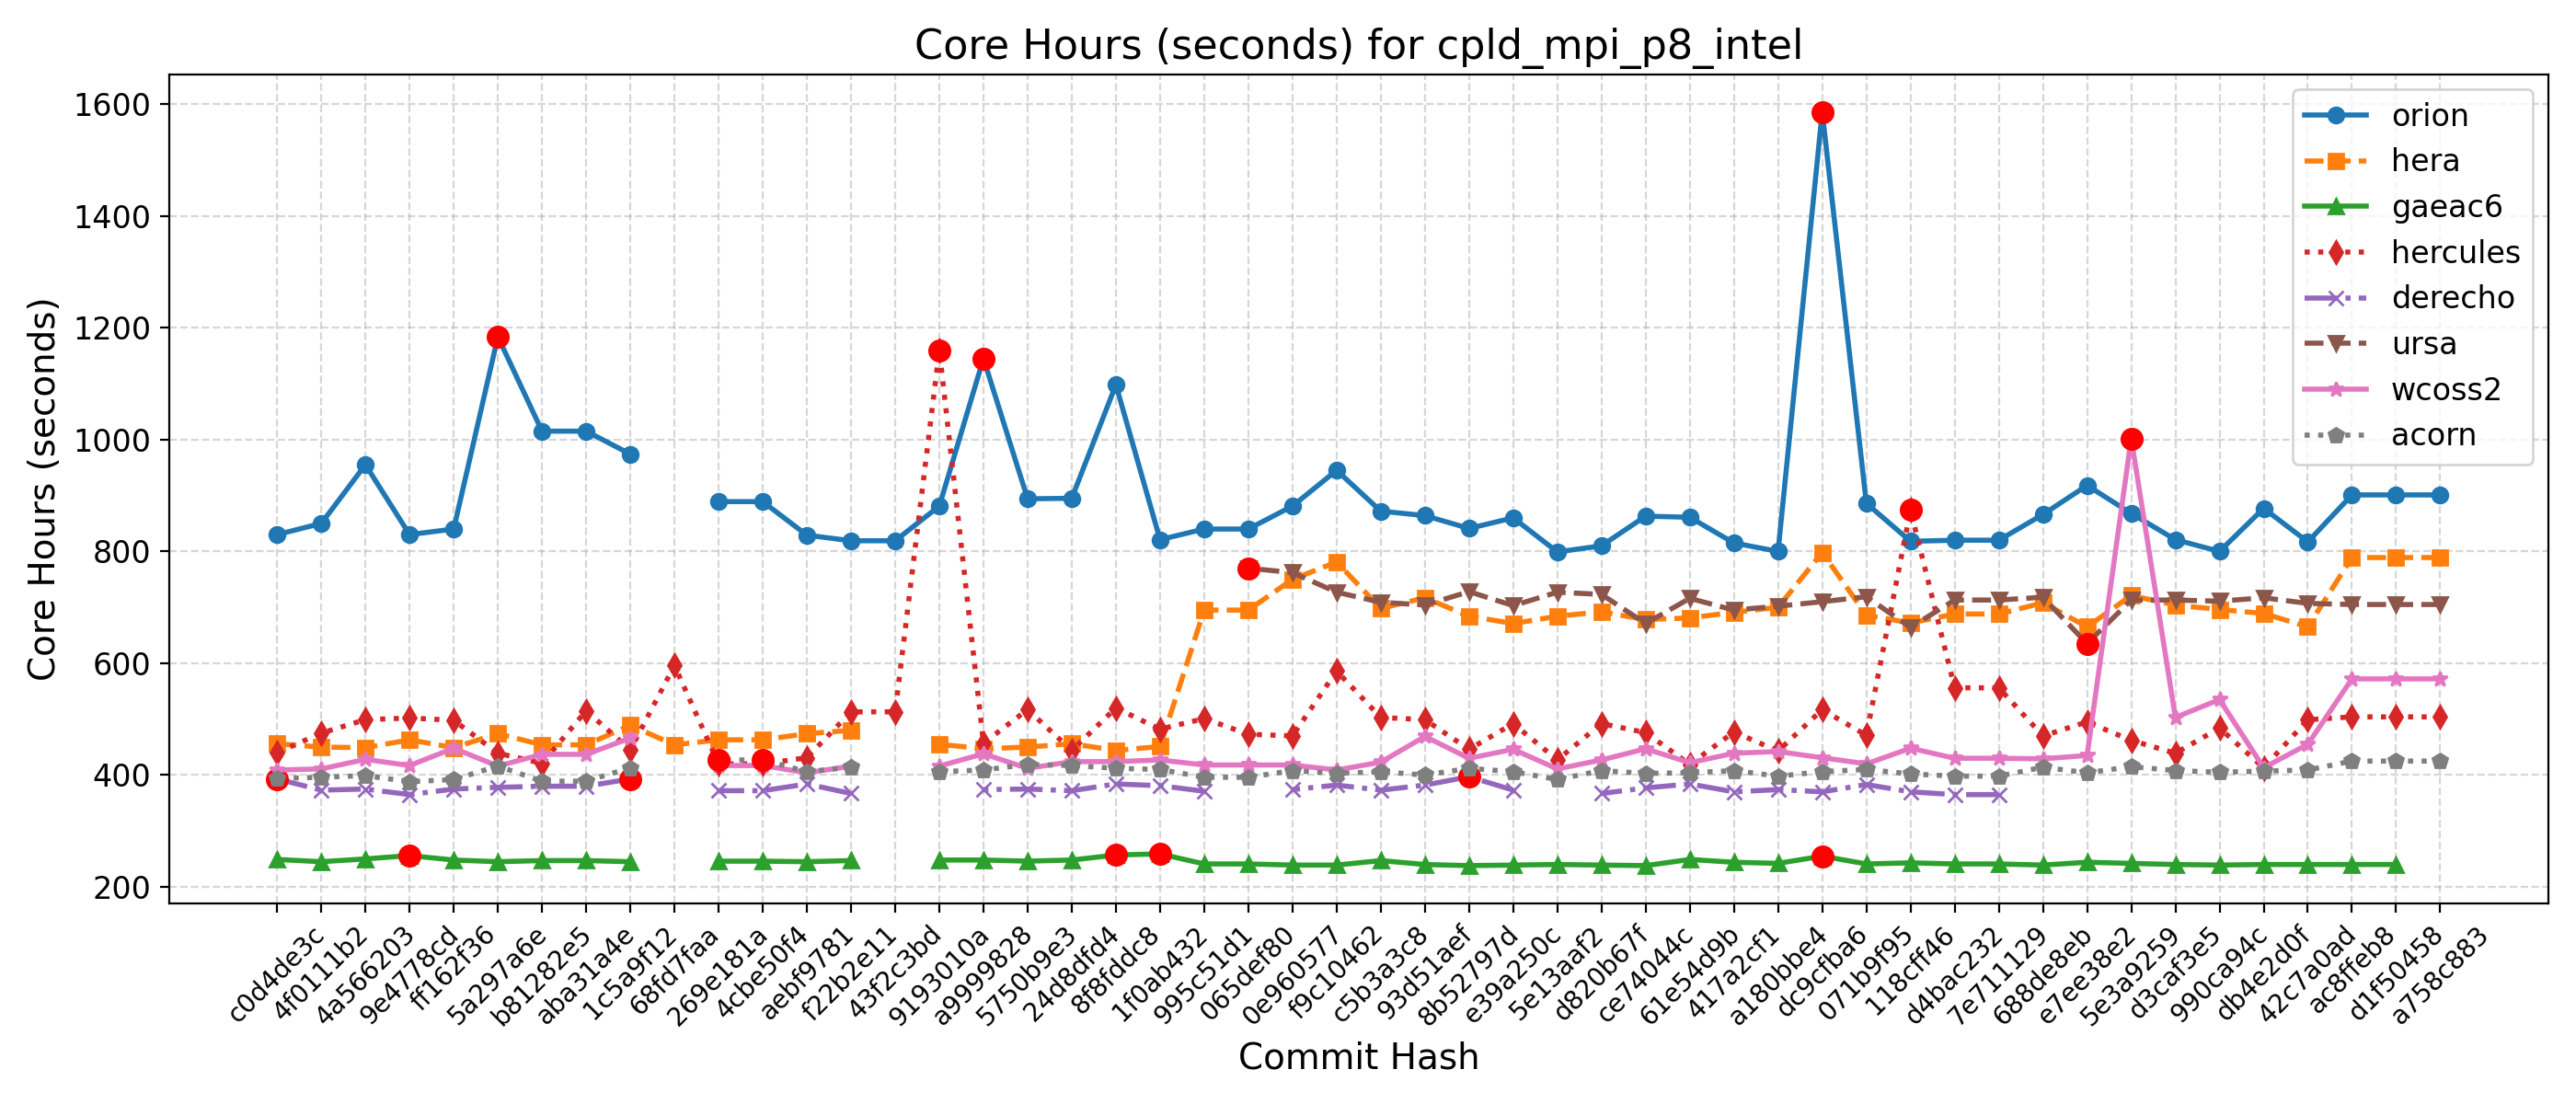 Core Hours (seconds) for cpld_mpi_p8_intel
Core Hours (seconds)
1600
1400
1200
1000
800
600
400
200
orion
hera
gaeac6
hercules
derecho
ursa
wcoss2
acorn
c0d4de3c
4f0111b2
4a566203
9e4778cd
ff162f36
5a297a6e
b81282e5
aba31a4e
1c5a9f12
68fd7faa
269e181a
4cbe50f4
aebf9781
f22b2e11
43f2c3bd
9193010a
a9999828
5750b9e3
24d8dfd4
8f8fddc8
1f0ab432
995c51d1
065def80
0e960577
f9c10462
c5b3a3c8
93d51aef
8b52797d
e39a250c
5e13aaf2
d820b67f
ce74044c
61e54d9b
417a2cf1
a180bbe4
dc9cfba6
071b9f95
118cff46
d4bac232
7e711129
688de8eb
e7ee38e2
5e3a9259
d3caf3e5
990ca94c
db4e2d0f
42c7a0ad
ac8ffeb8
d1f50458
a758c883
Commit Hash